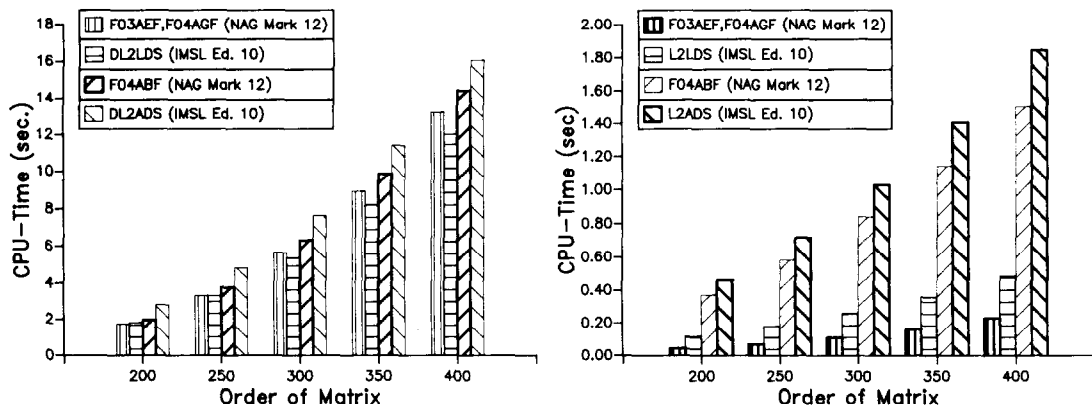 18
16
14
12
10
8
6
4
2
0
CPU-Time (sec.)
F03AEF,F04AGF (NAG Mark 12)
DL2LDS (IMSL Ed. 10)
F04ABF (NAG Mark 12)
DL2ADS (IMSL Ed. 10)
200 250 300 350 400
Order of Matrix
2.00
1.80
1.60
1.40
1.20
1.00
0.80
0.60
0.40
0.20
0.00
CPU-Time (sec)
F03AEF,F04AGF (NAG Mark 12)
L2LDS (IMSL Ed. 10)
F04ABF (NAG Mark 12)
L2ADS (IMSL Ed. 10)
200 250 300 350 400
Order of Matrix